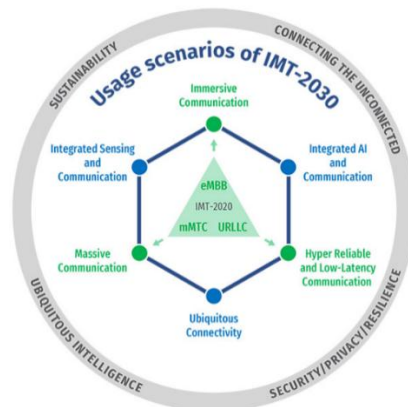 SUSTAINABILITY
CONNECTING THE UNCONNECTED
Usage scenarios of IMT-2030
Immersive
Communication
Integrated Sensing
and
Communication
Integrated AI
and
Communication
eMBB
IMT-2020
mMTC URLLC
Massive
Communication
Hyper Reliable
and Low-Latency
Communication
Ubiquitous
Connectivity
UBIQUITOUS INTELLIGENCE
SECURITY/PRIVACY/RESILIENCE